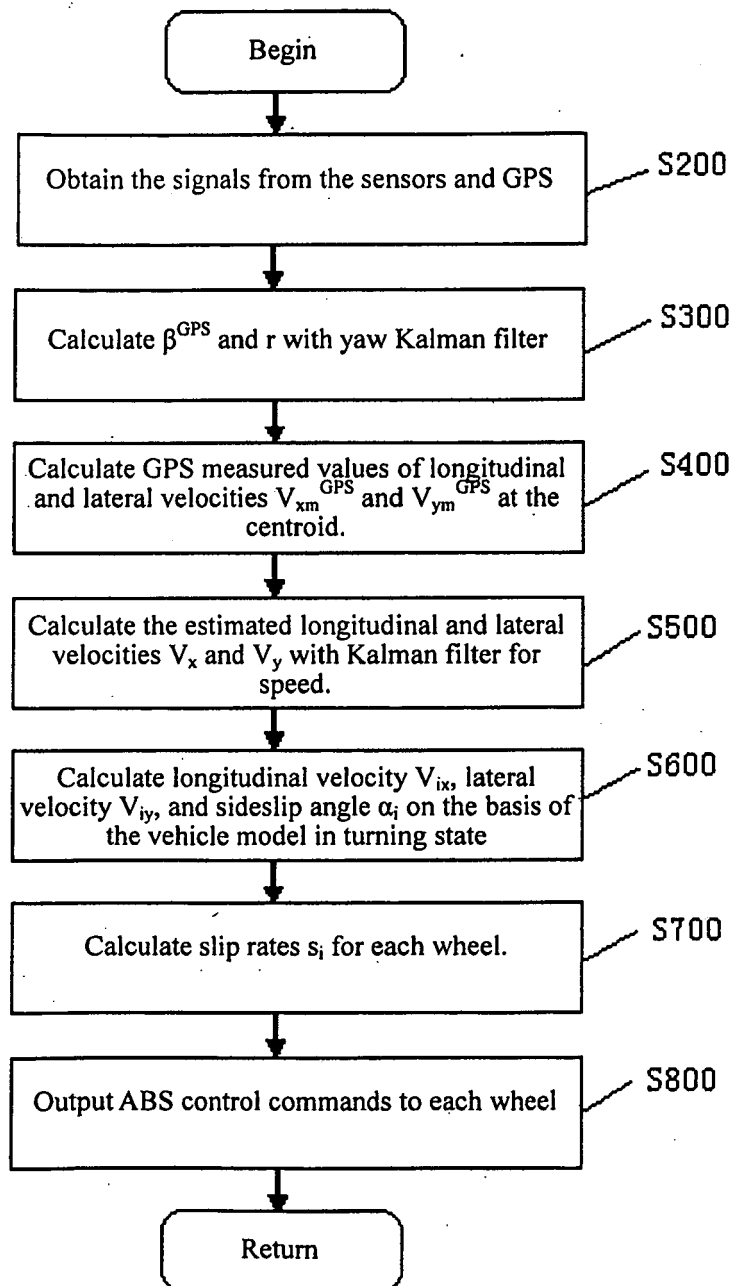 Begin
Obtain the signals from the sensors and GPS
S200
Calculate β^GPS and r with yaw Kalman filter
S300
Calculate GPS measured values of longitudinal
and lateral velocities V_xm^GPS and V_ym^GPS at the
centroid.
S400
Calculate the estimated longitudinal and lateral
velocities V_x and V_y with Kalman filter for
speed.
S500
Calculate longitudinal velocity V_ix, lateral
velocity V_iy, and sideslip angle α_i on the basis of
the vehicle model in turning state
S600
Calculate slip rates s_i for each wheel.
S700
Output ABS control commands to each wheel
S800
Return